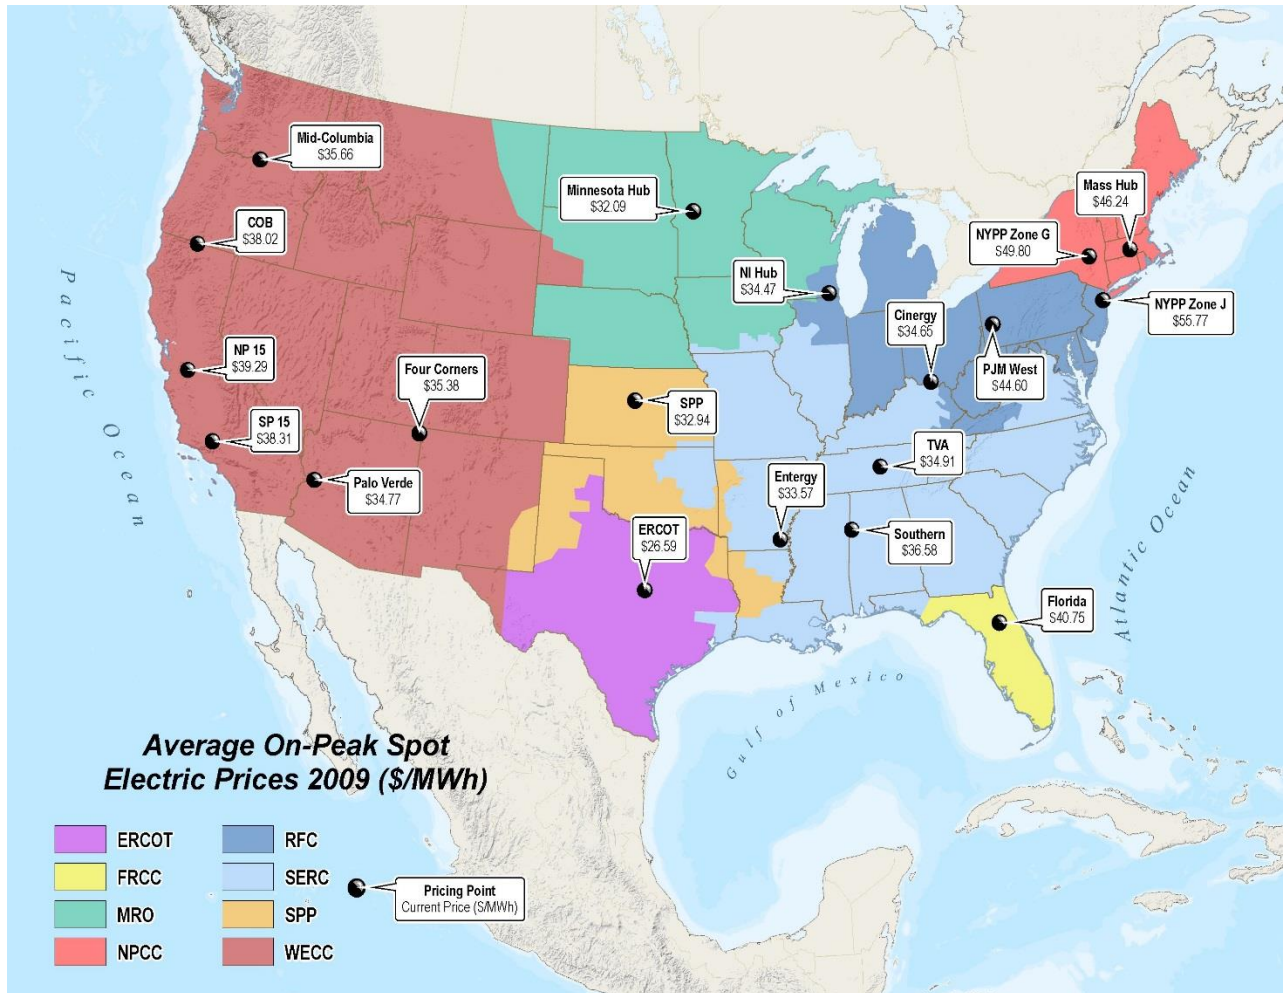 Mid-Columbia
$35.66
COB
$38.02
NP 15
$39.29
SP 15
$38.31
Four Corners
$35.38
Palo Verde
$34.77
Minnesota Hub
$32.09
NI Hub
$34.47
Cinergy
$34.65
SPP
$32.94
ERCOT
$26.59
Entergy
$33.57
TVA
$34.91
Southern
$36.58
Florida
$40.75
PJM West
$44.60
NYPP Zone G
$49.80
Mass Hub
$46.24
NYPP Zone J
$55.77
Pacific Ocean
Atlantic Ocean
Gulf of Mexico
Average On-Peak Spot
Electric Prices 2009 ($/MWh)
ERCOT
FRCC
MRO
NPCC
RFC
SERC
SPP
WECC
Pricing Point
Current Price ($/MWh)